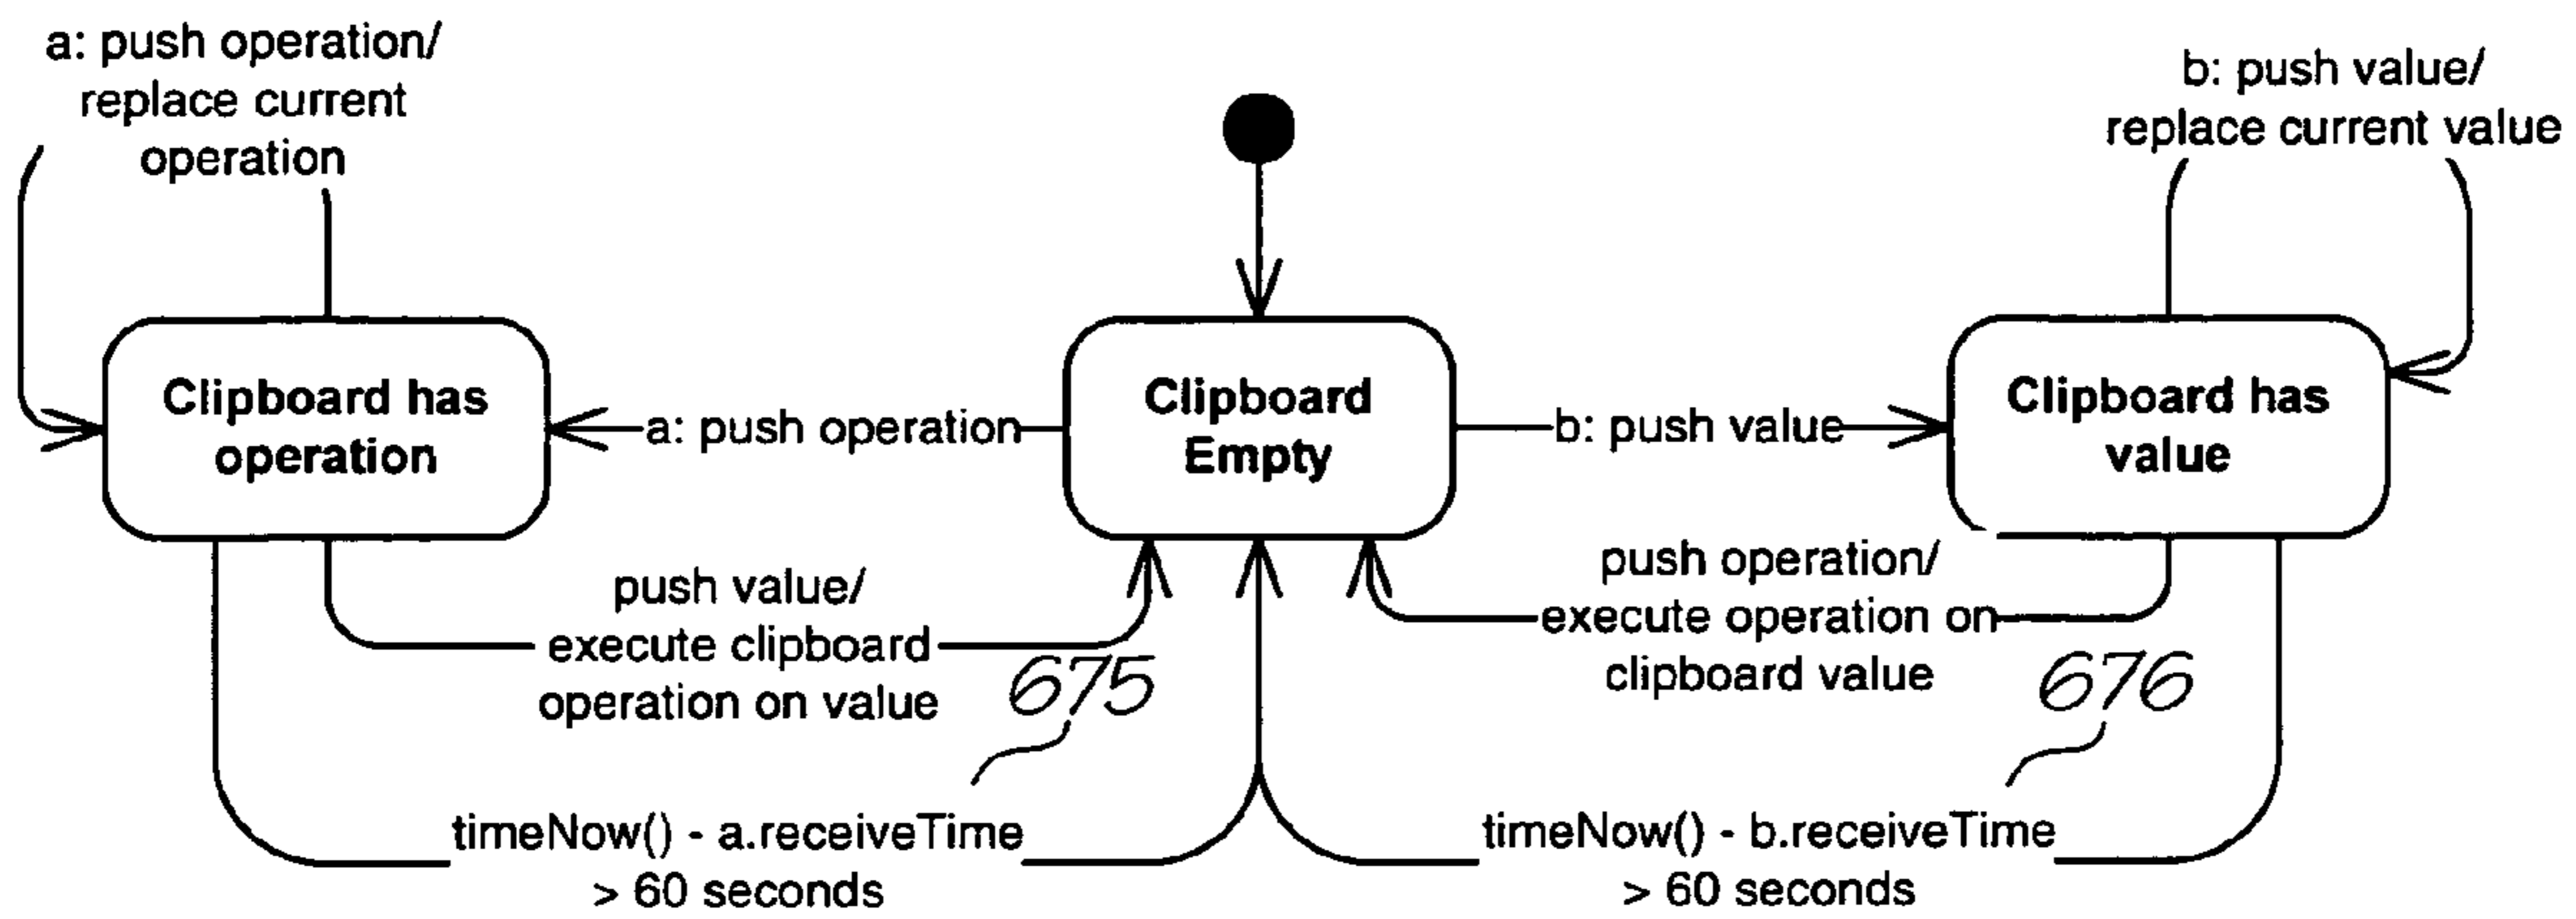 a: push operation/
replace current
operation
b: push value/
replace current value
Clipboard has
operation
a: push operation
Clipboard
Empty
b: push value
Clipboard has
value
push value/
execute clipboard
operation on value
675
push operation/
execute operation on
clipboard value
676
timeNow() - a.receiveTime
> 60 seconds
timeNow() - b.receiveTime
> 60 seconds